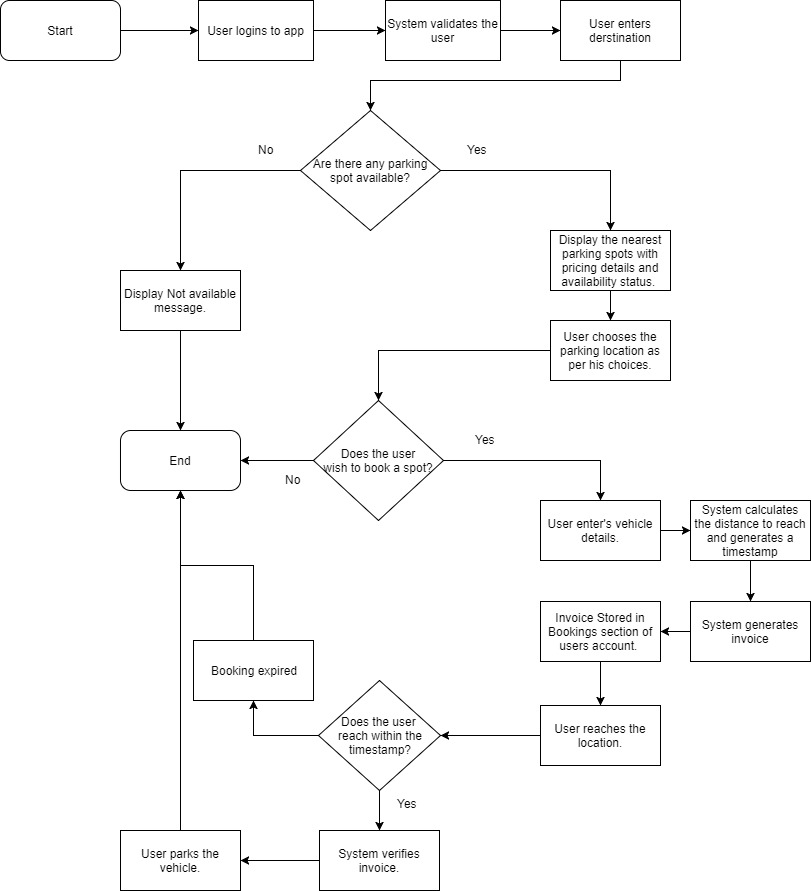 Start
User logins to app
System validates the
user
User enters
derstination
No
Yes
Are there any parking
spot available?
Display the nearest
parking spots with
pricing details and
availability status.
Display Not available
message.
User chooses the
parking location as
per his choices.
Yes
Does the user
wish to book a spot?
End
No
User enter's vehicle
details.
System calculates
the distance to reach
and generates a
timestamp
Invoice Stored in
Bookings section of
users account.
System generates
invoice
Booking expired
Does the user
reach within the
timestamp?
User reaches the
location.
Yes
User parks the
vehicle.
System verifies
invoice.